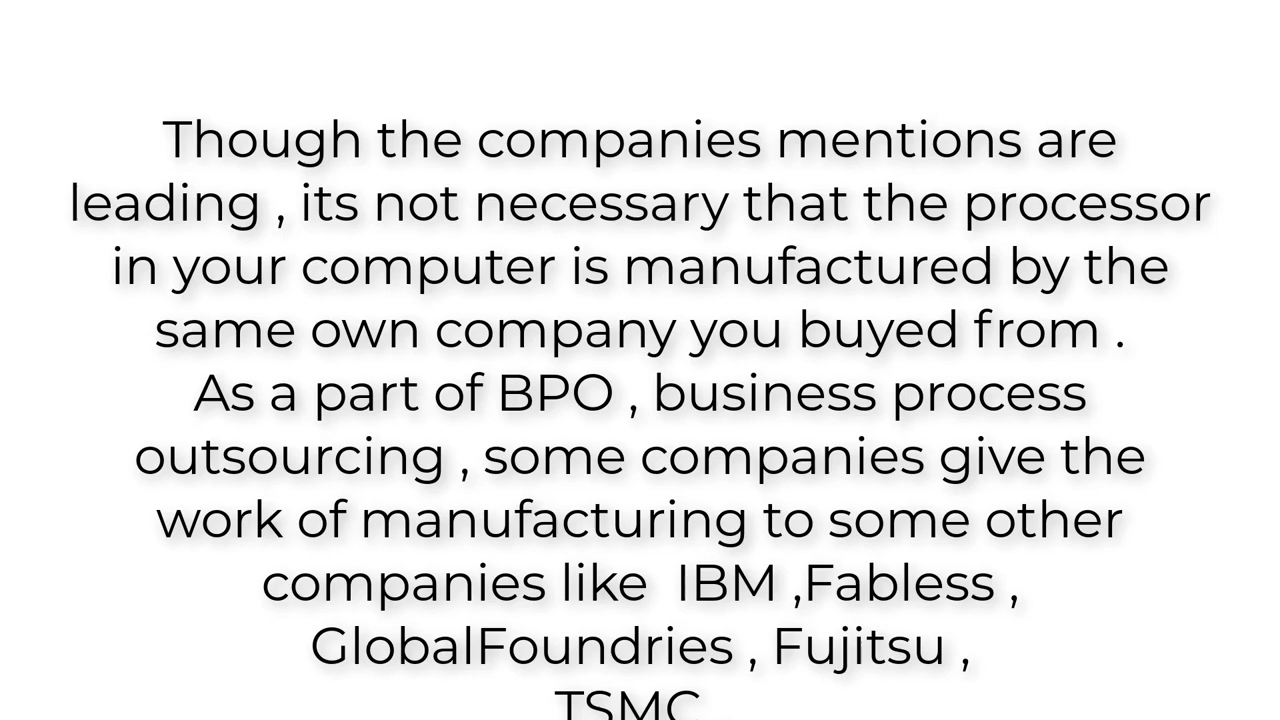 Though the companies mentions are
leading , its not necessary that the processor
in your computer is manufactured by the
same own company you buyed from .
As a part of BPO , business process
outsourcing , some companies give the
work of manufacturing to some other
companies like  IBM ,Fabless ,
GlobalFoundries , Fujitsu ,
TSMC .